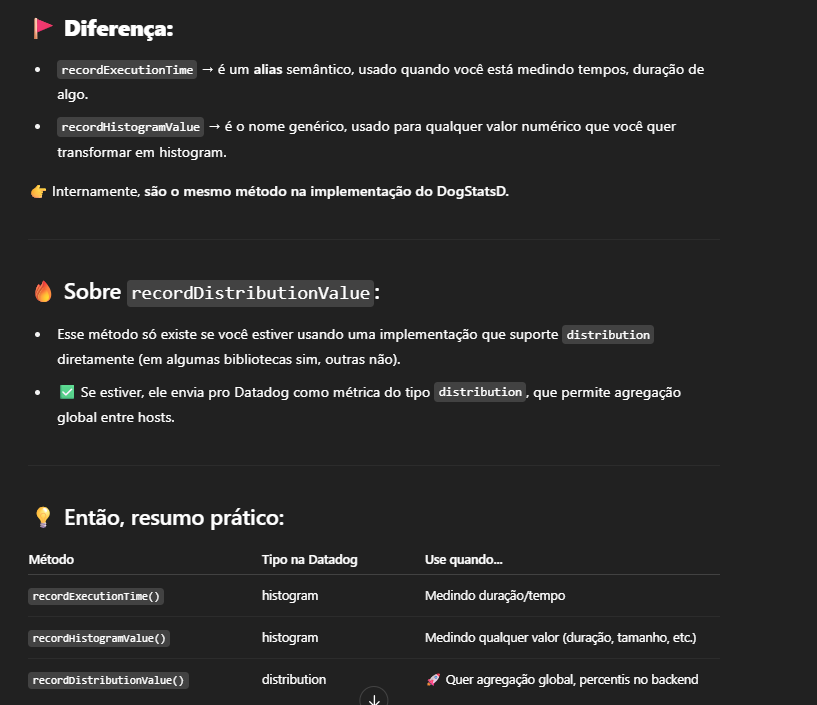 🚩 Diferença:
• recordExecutionTime → é um alias semântico, usado quando você está medindo tempos, duração de
algo.
• recordHistogramValue → é o nome genérico, usado para qualquer valor numérico que você quer
transformar em histogram.
👉 Internamente, são o mesmo método na implementação do DogStatsD.
🔥 Sobre recordDistributionValue:
• Esse método só existe se você estiver usando uma implementação que suporte distribution
diretamente (em algumas bibliotecas sim, outras não).
• ✅ Se estiver, ele envia pro Datadog como métrica do tipo distribution, que permite agregação
global entre hosts.
💡 Então, resumo prático:
Método Tipo na Datadog Use quando...
recordExecutionTime() histogram Medindo duração/tempo
recordHistogramValue() histogram Medindo qualquer valor (duração, tamanho, etc.)
recordDistributionValue() distribution 🚀 Quer agregação global, percentis no backend